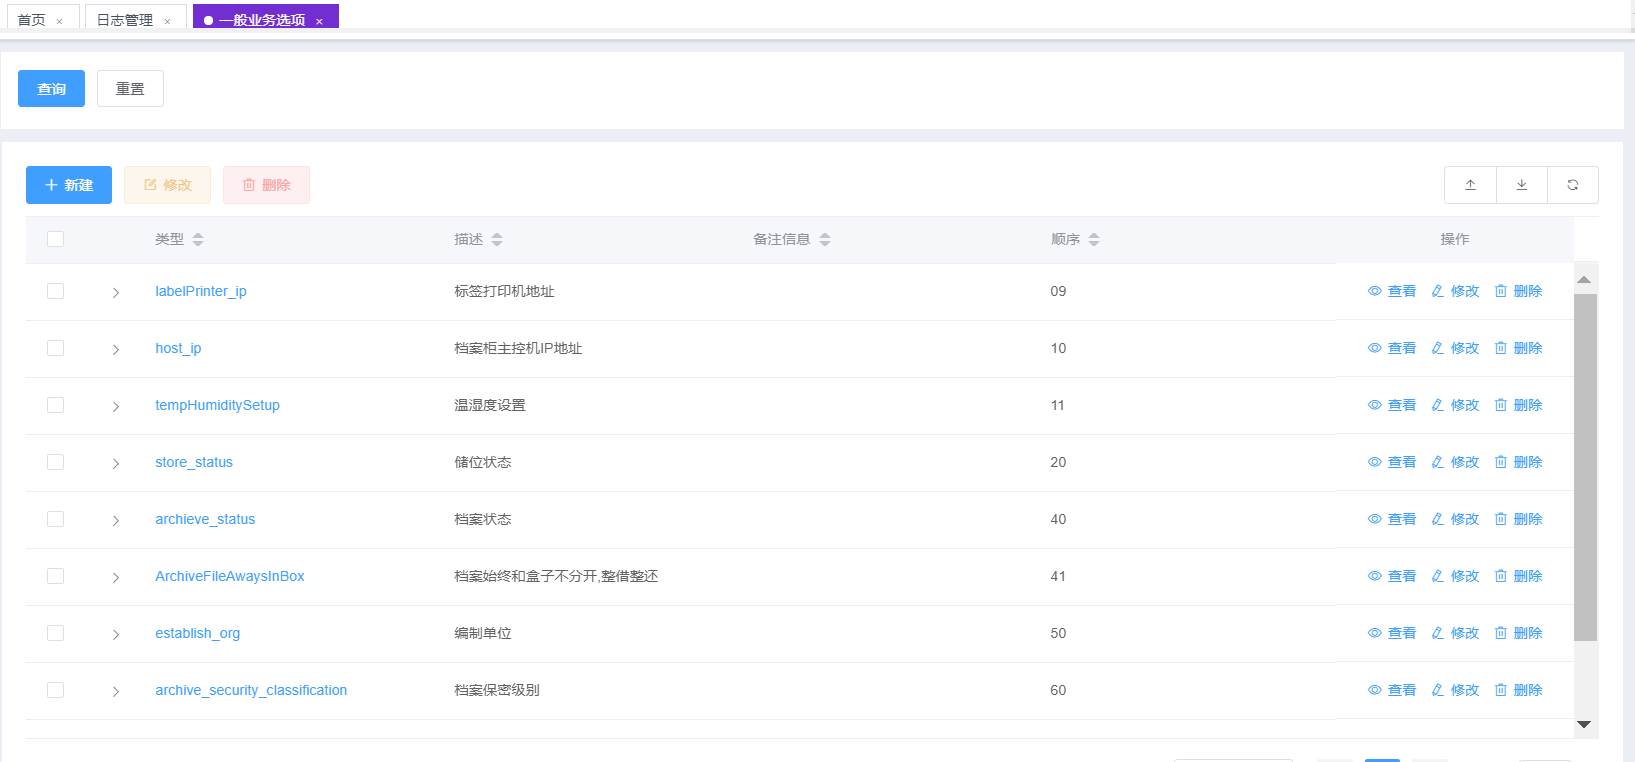 首页 × 日志管理 × 一般业务选项 ×
查询 重置
新建 修改 删除
类型 描述 备注信息 顺序 操作
labelPrinter_ip 标签打印机地址 09 查看 修改 删除
host_ip 档案柜主控机IP地址 10 查看 修改 删除
tempHumiditySetup 温湿度设置 11 查看 修改 删除
store_status 储位状态 20 查看 修改 删除
archieve_status 档案状态 40 查看 修改 删除
ArchiveFileAwaysInBox 档案始终和盒子不分开,整借整还 41 查看 修改 删除
establish_org 编制单位 50 查看 修改 删除
archive_security_classification 档案保密级别 60 查看 修改 删除